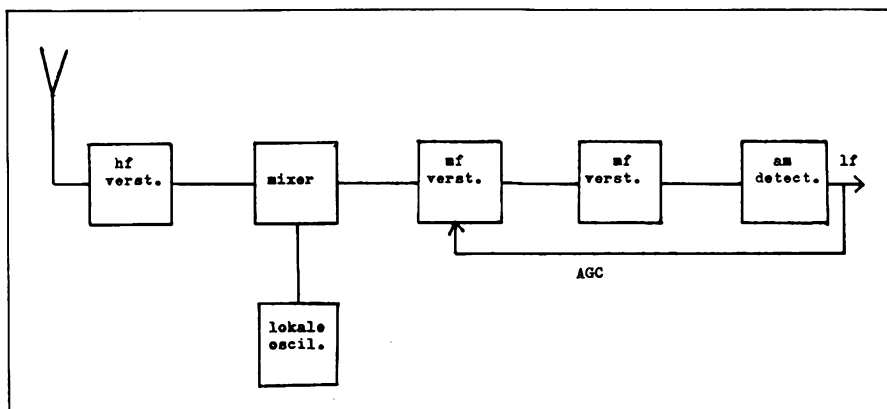 hf
verst.
mixer
mf
verst.
mf
verst.
am
detect.
lf
AGC
lokale
oscil.